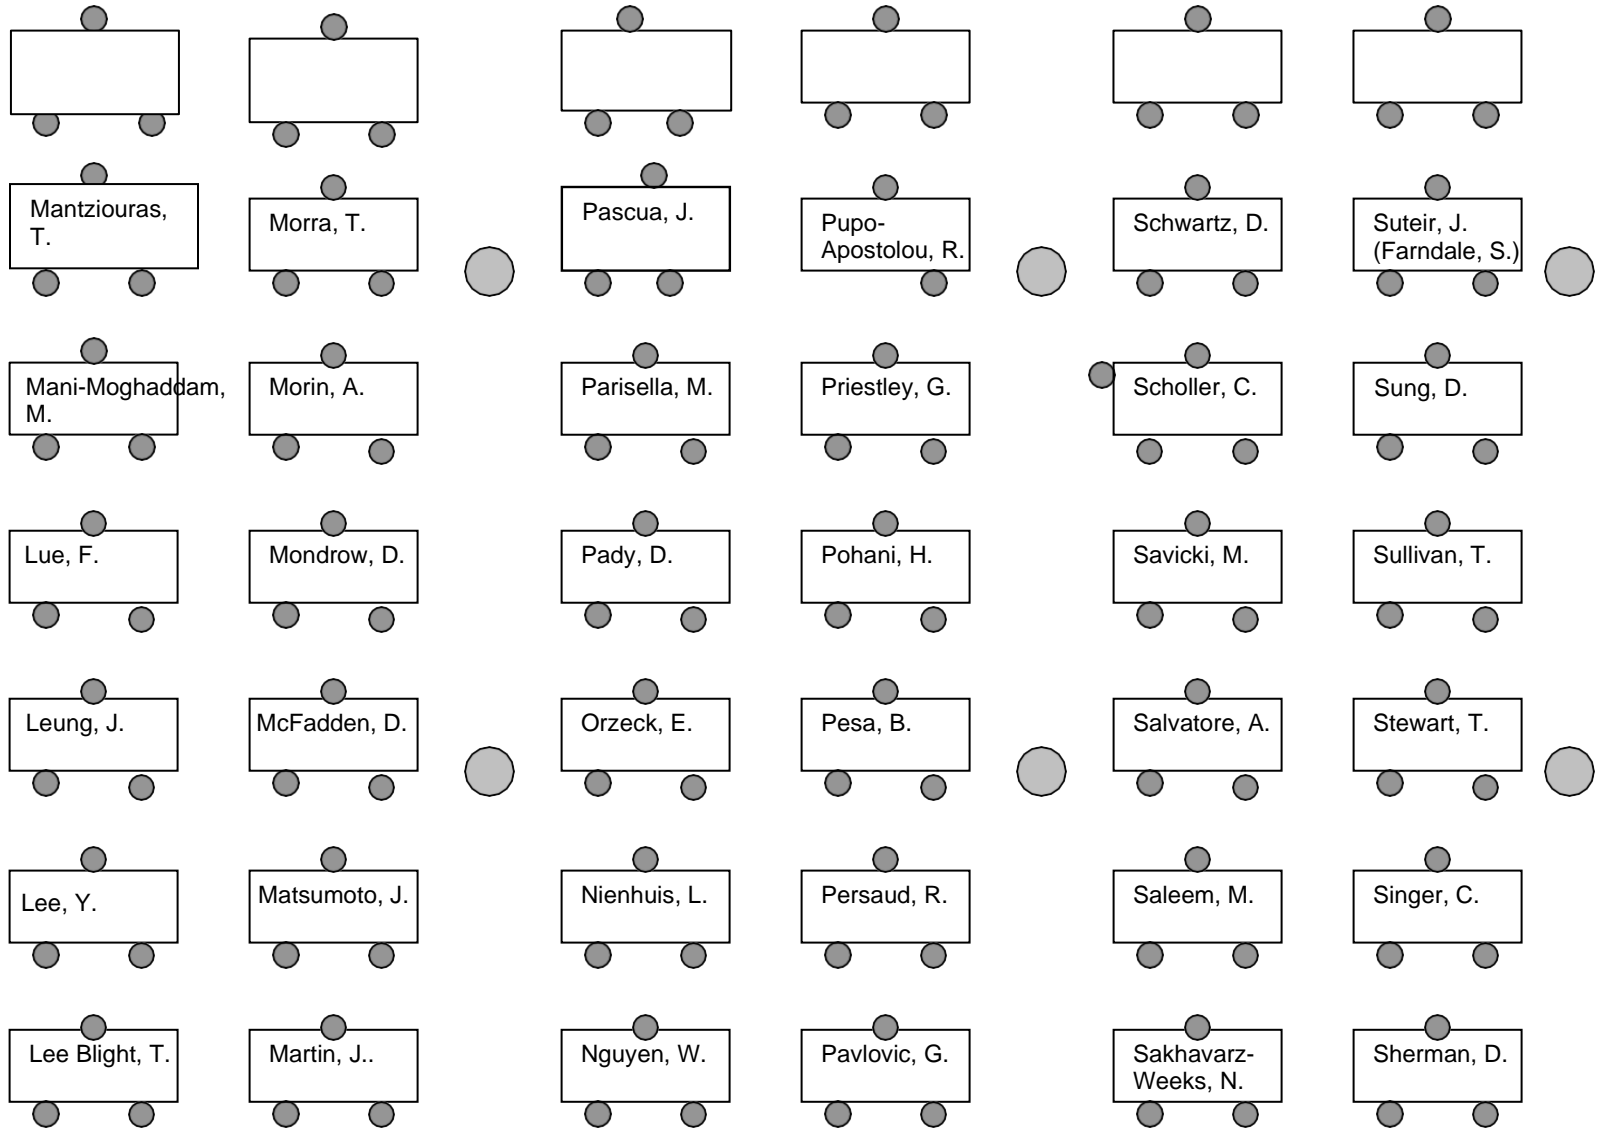 Mantziouras,
T.
Morra, T.
Pascua, J.
Pupo-
Apostolou, R.
Schwartz, D.
Suteir, J.
(Farndale, S.)
Mani-Moghaddam,
M.
Morin, A.
Parisella, M.
Priestley, G.
Scholler, C.
Sung, D.
Lue, F.
Mondrow, D.
Pady, D.
Pohani, H.
Savicki, M.
Sullivan, T.
Leung, J.
McFadden, D.
Orzeck, E.
Pesa, B.
Salvatore, A.
Stewart, T.
Lee, Y.
Matsumoto, J.
Nienhuis, L.
Persaud, R.
Saleem, M.
Singer, C.
Lee Blight, T.
Martin, J..
Nguyen, W.
Pavlovic, G.
Sakhavarz-
Weeks, N.
Sherman, D.